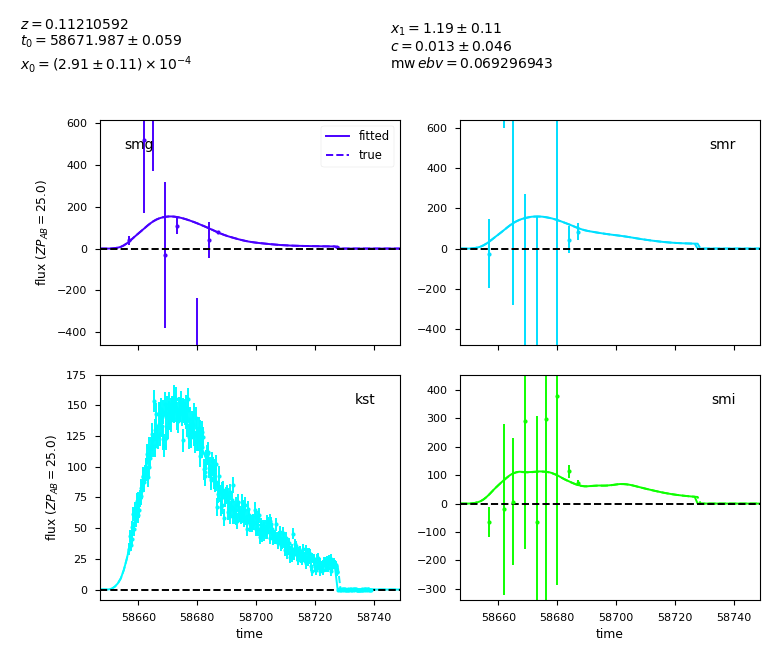 z = 0.11210592
t₀ = 58671.987 ± 0.059
x₀ = (2.91 ± 0.11) × 10⁻⁴
x₁ = 1.19 ± 0.11
c = 0.013 ± 0.046
mwebv = 0.069296943
smg
fitted
true
600
400
200
0
−200
−400
flux (ZP_AB = 25.0)
smr
600
400
200
0
−200
−400
kst
175
150
125
100
75
50
25
0
flux (ZP_AB = 25.0)
58660 58680 58700 58720 58740
time
smi
400
300
200
100
0
−100
−200
−300
58660 58680 58700 58720 58740
time